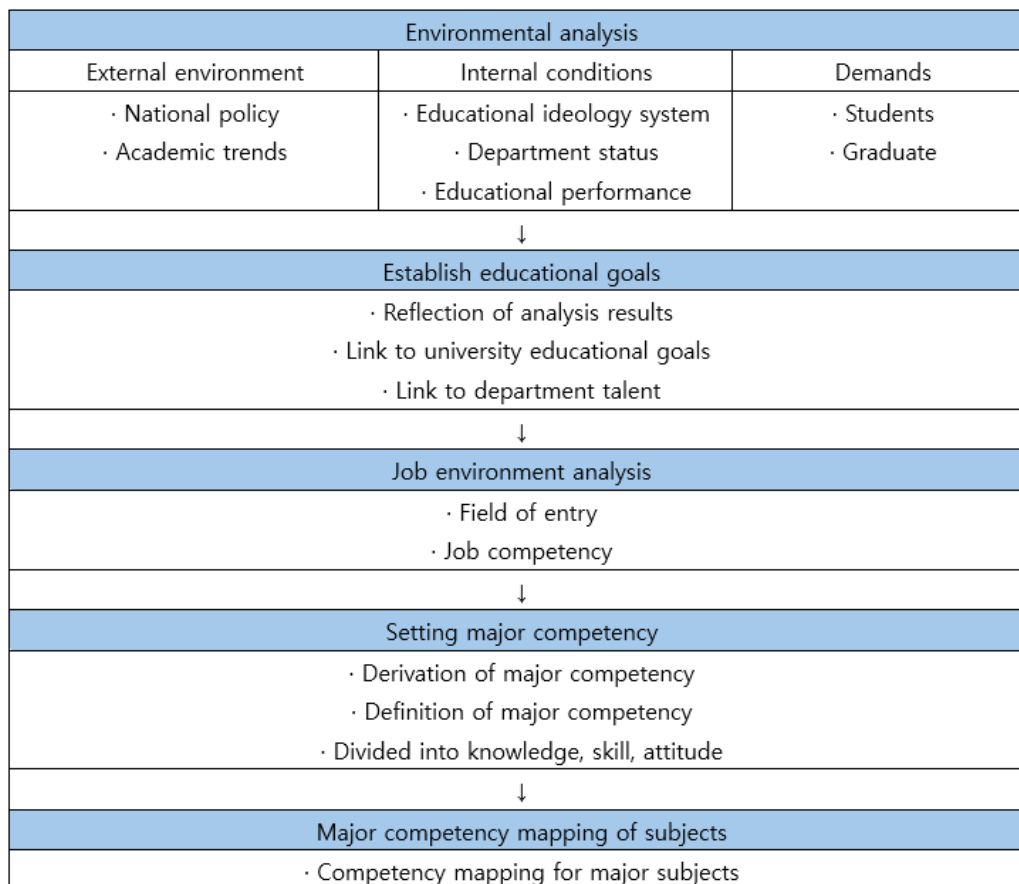 Environmental analysis
External environment
Internal conditions
Demands
· National policy
· Academic trends
· Educational ideology system
· Department status
· Educational performance
· Students
· Graduate
↓
Establish educational goals
· Reflection of analysis results
· Link to university educational goals
· Link to department talent
↓
Job environment analysis
· Field of entry
· Job competency
↓
Setting major competency
· Derivation of major competency
· Definition of major competency
· Divided into knowledge, skill, attitude
↓
Major competency mapping of subjects
· Competency mapping for major subjects